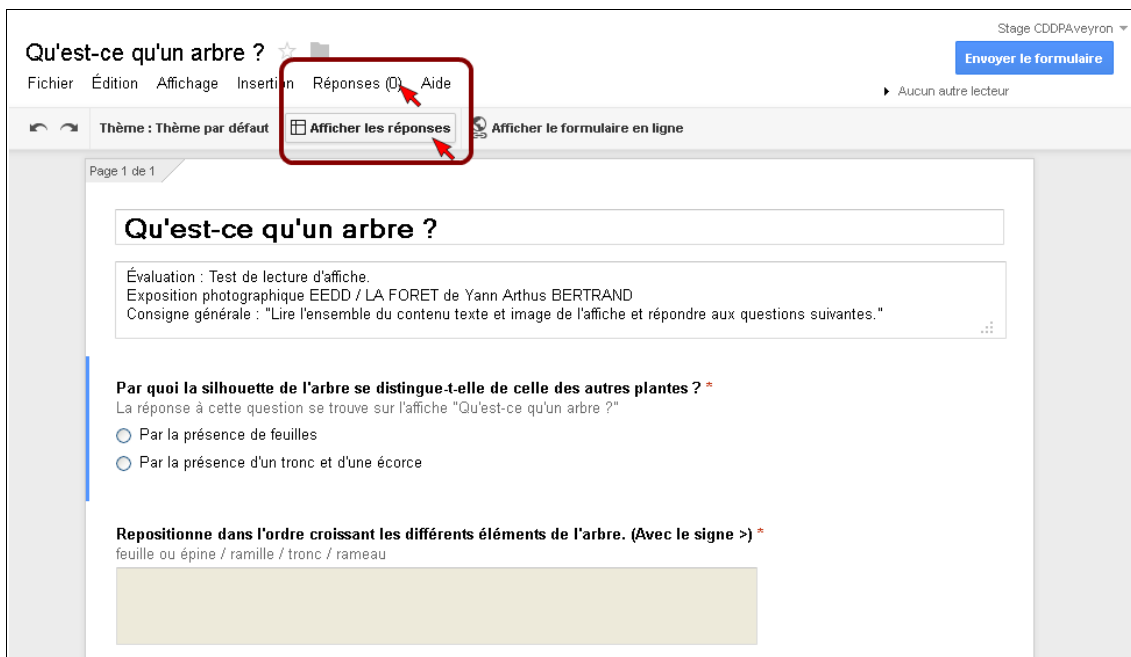 Stage CDDPAveyron
Qu'est-ce qu'un arbre ?
Envoyer le formulaire
Fichier Édition Affichage Insertion Réponses (0) Aide
Aucun autre lecteur
Thème : Thème par défaut Afficher les réponses Afficher le formulaire en ligne
Page 1 de 1
Qu'est-ce qu'un arbre ?
Évaluation : Test de lecture d'affiche.
Exposition photographique EEDD / LA FORET de Yann Arthus BERTRAND
Consigne générale : "Lire l'ensemble du contenu texte et image de l'affiche et répondre aux questions suivantes."
Par quoi la silhouette de l'arbre se distingue-t-elle de celle des autres plantes ? *
La réponse à cette question se trouve sur l'affiche "Qu'est-ce qu'un arbre ?"
Par la présence de feuilles
Par la présence d'un tronc et d'une écorce
Repositionne dans l'ordre croissant les différents éléments de l'arbre. (Avec le signe >) *
feuille ou épine / ramille / tronc / rameau